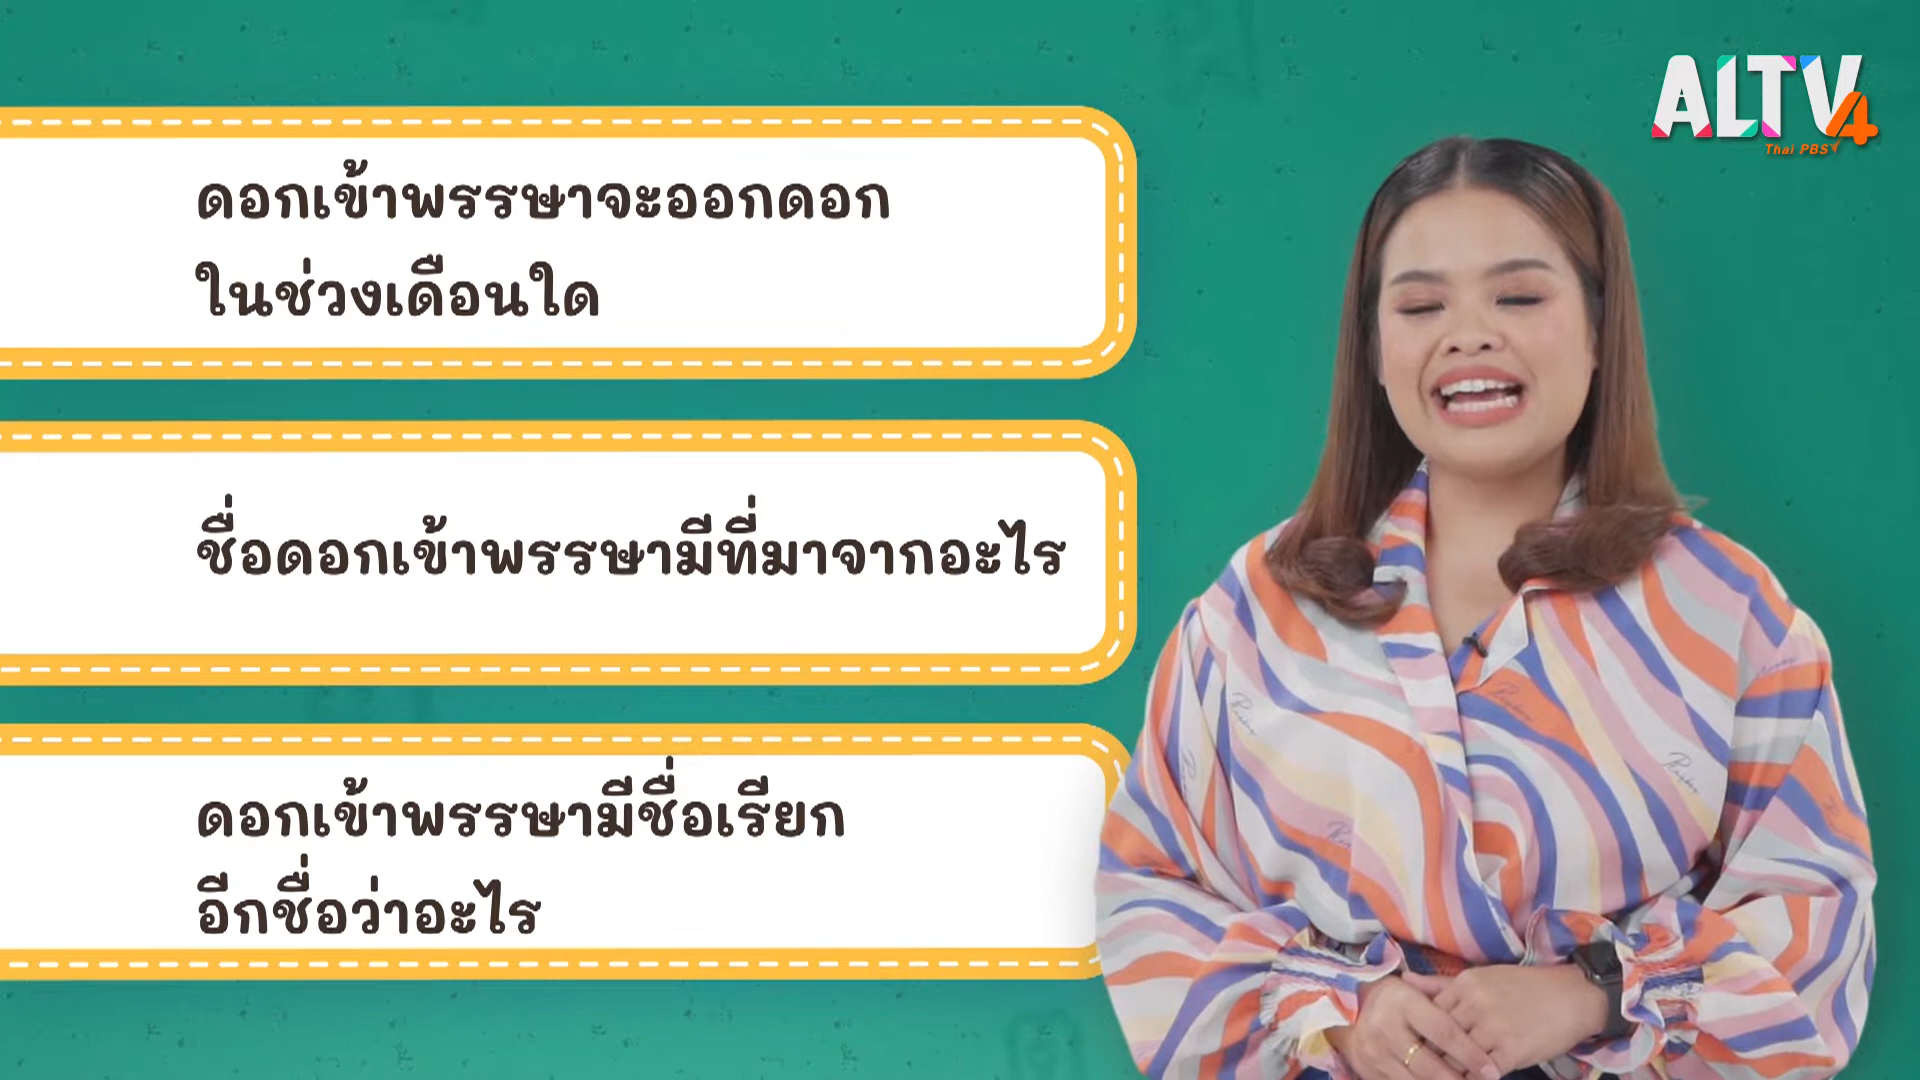 ดอกเข้าพรรษาจะออกดอก
ในช่วงเดือนใด
ชื่อดอกเข้าพรรษามีที่มาจากอะไร
ดอกเข้าพรรษามีชื่อเรียก
อีกชื่อว่าอะไร
ALTV4
Thai PBS